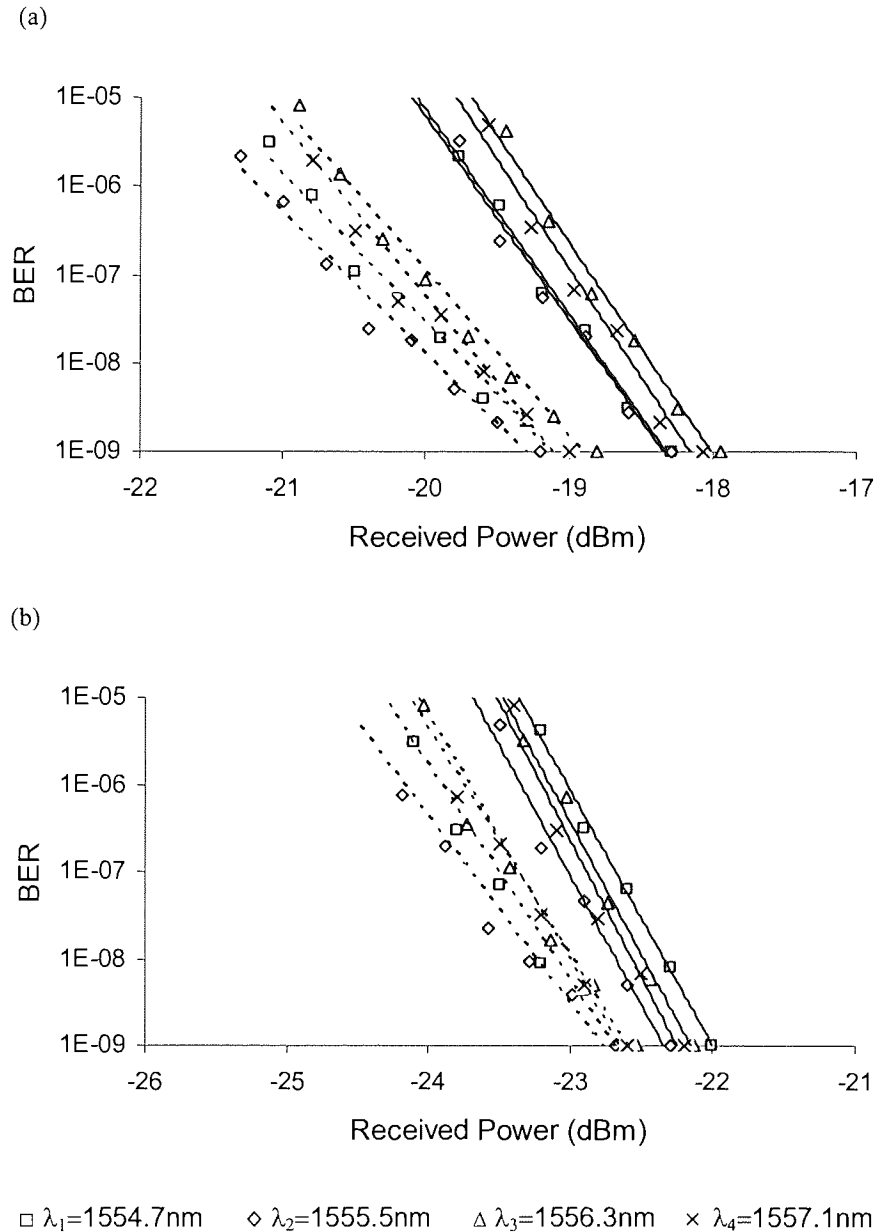 (a)
1E-05
1E-06
1E-07
1E-08
1E-09
BER
-22 -21 -20 -19 -18 -17
Received Power (dBm)
(b)
1E-05
1E-06
1E-07
1E-08
1E-09
BER
-26 -25 -24 -23 -22 -21
Received Power (dBm)
λ1=1554.7nm λ2=1555.5nm λ3=1556.3nm λ4=1557.1nm